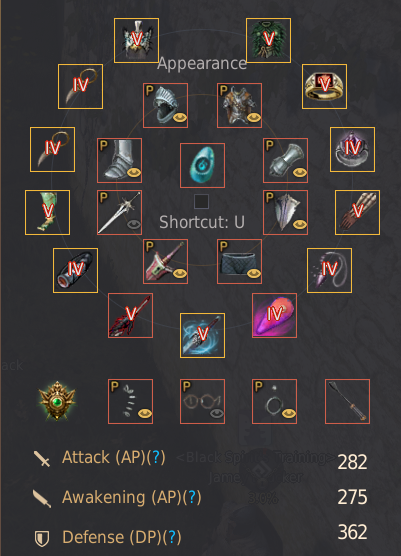 V V
Appearance
IV V
P P
IV IV
P P
V P P V
Shortcut: U
P P
IV IV
V IV
V
P P P
Attack (AP)(?) 282
Awakening (AP)(?) 275
Defense (DP)(?) 362